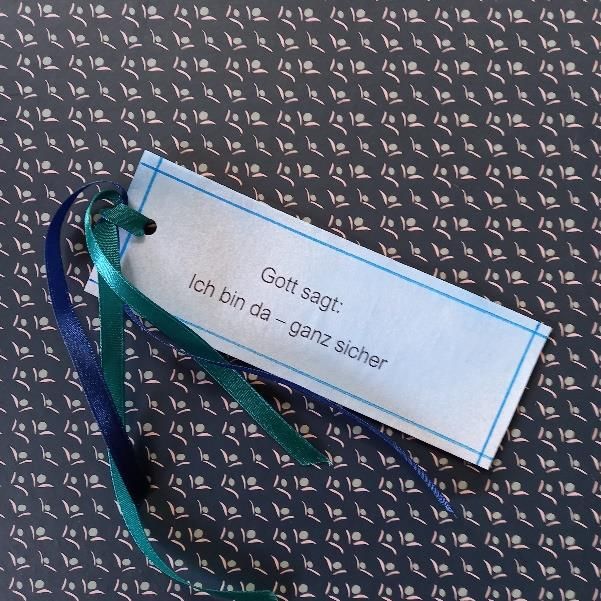 Gott sagt:
Ich bin da – ganz sicher